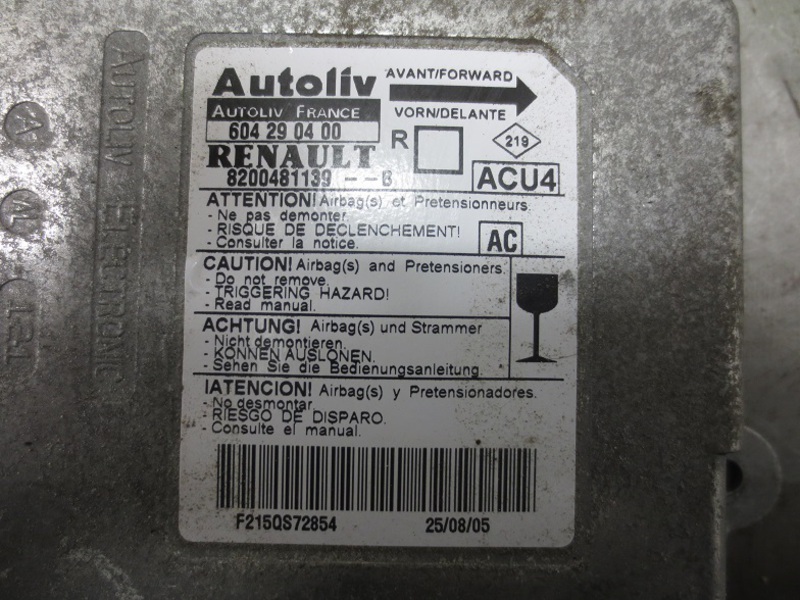 Autoliv
AVANT/FORWARD
AUTOLIV FRANCE
VORN/DELANTE
604 29 04 00
R
219
RENAULT
8200481139 --B
ACU4
ATTENTION! Airbag(s) et Pretensionneurs.
- Ne pas demonter.
- RISQUE DE DECLENCHEMENT!
- Consulter la notice.
AC
CAUTION! Airbag(s) and Pretensioners.
- Do not remove.
- TRIGGERING HAZARD!
- Read manual.
ACHTUNG! Airbag(s) und Strammer
- Nicht demontieren.
- KONNEN AUSLONEN.
- Sehen Sie die Bedienungsanleitung.
!ATENCION! Airbag(s) y Pretensionadores.
- No desmontar
- RIESGO DE DISPARO.
- Consulte el manual.
F215QS72854
25/08/05
AUTOLIV ELECTRONIC
A
AL